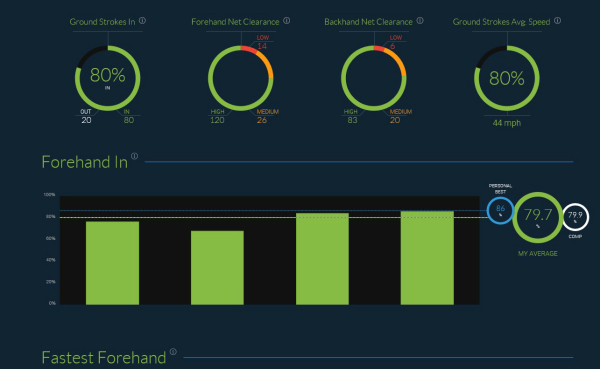 Ground Strokes In
Forehand Net Clearance
Backhand Net Clearance
Ground Strokes Avg. Speed
80%
IN
OUT
20
IN
80
LOW
14
HIGH
120
MEDIUM
26
LOW
6
HIGH
83
MEDIUM
20
80%
44 mph
Forehand In
100%
80%
60%
40%
20%
0%
PERSONAL
BEST
86
%
79.7
%
MY AVERAGE
79.9
%
COMP
Fastest Forehand